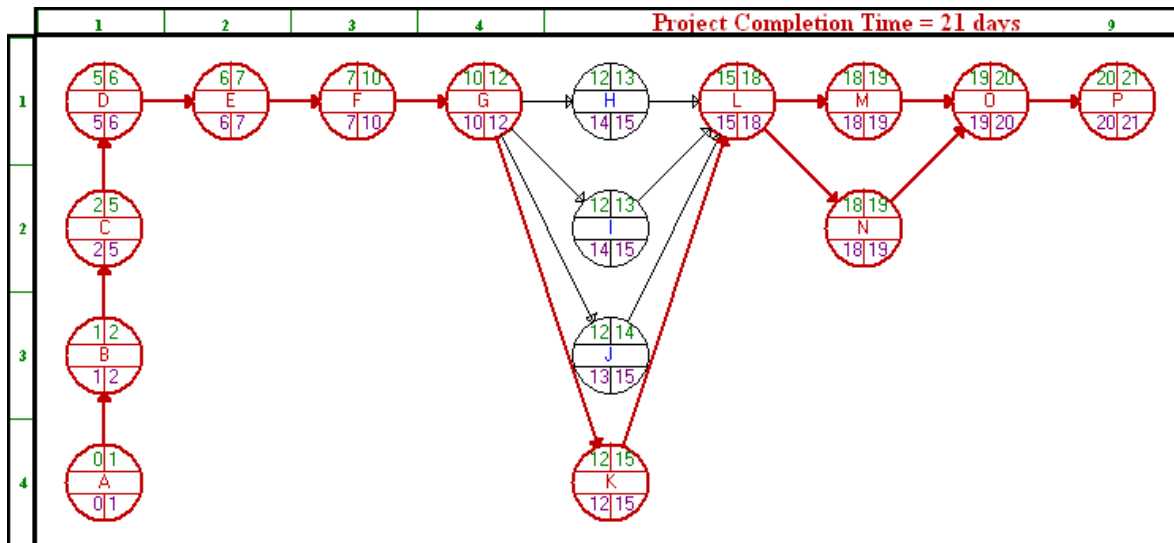 1 2 3 4 Project Completion Time = 21 days 9
1
5 6 6 7 7 10 10 12 12 13 15 18 18 19 19 20 20 21
D E F G H L M O P
5 6 6 7 7 10 10 12 14 15 15 18 18 19 19 20 20 21
2
2 5 12 13 18 19
C I N
2 5 14 15 18 19
3
1 2 12 14
B J
1 2 13 15
4
0 1 12 15
A K
0 1 12 15